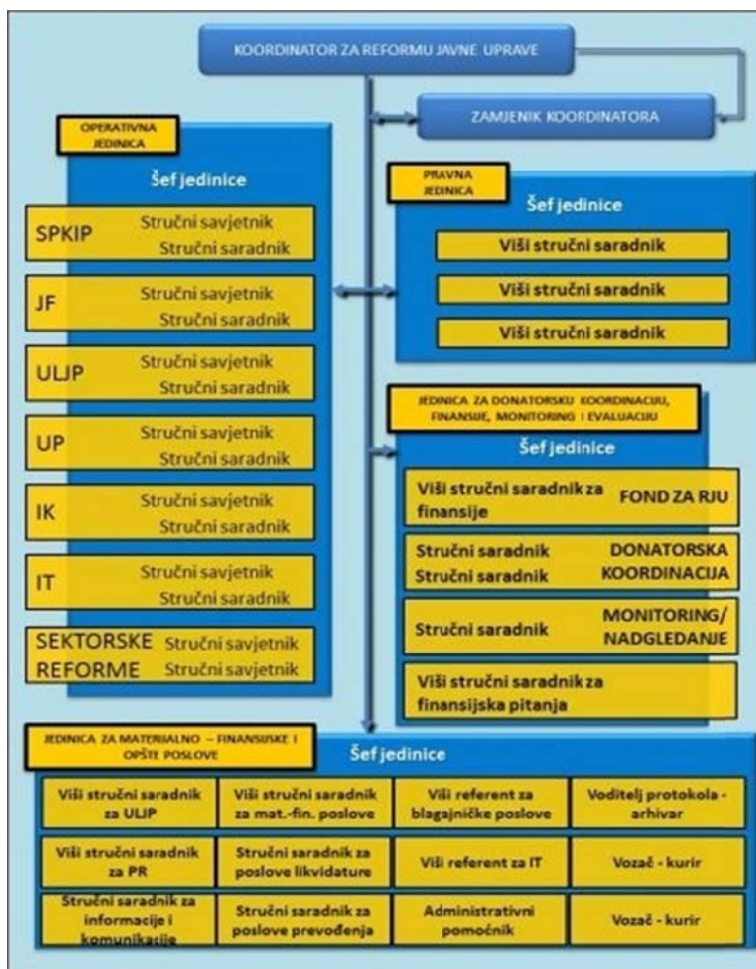 KOORDINATOR ZA REFORMU JAVNE UPRAVE
ZAMJENIK KOORDINATORA
OPERATIVNA
JEDINICA
Šef jedinice
SPKIP
Stručni savjetnik
Stručni saradnik
JF
Stručni savjetnik
Stručni saradnik
ULJP
Stručni savjetnik
Stručni saradnik
UP
Stručni savjetnik
Stručni saradnik
IK
Stručni savjetnik
Stručni saradnik
IT
Stručni savjetnik
Stručni saradnik
SEKTORSKE
REFORME
Stručni savjetnik
Stručni savjetnik
PRAVNA
JEDINICA
Šef jedinice
Viši stručni saradnik
Viši stručni saradnik
Viši stručni saradnik
JEDINICA ZA DONATORSKU KOORDINACIJU,
FINANSIJE, MONITORING I EVALUACIJU
Šef jedinice
Viši stručni saradnik za
finansije
FOND ZA RJU
Stručni saradnik
Stručni saradnik
DONATORSKA
KOORDINACIJA
Stručni saradnik
MONITORING/
NADGLEDANJE
Viši stručni saradnik za
finansijska pitanja
JEDINICA ZA MATERIJALNO – FINANSIJSKE I
OPŠTE POSLOVE
Šef jedinice
Viši stručni saradnik
za ULJP
Viši stručni saradnik
za mat.-fin. poslove
Viši referent za
blagajničke poslove
Voditelj protokola -
arhivar
Viši stručni saradnik
za PR
Stručni saradnik za
poslove likvidature
Viši referent za IT
Vozač - kurir
Stručni saradnik za
informacije i
komunikacije
Stručni saradnik za
poslove prevođenja
Administrativni
pomoćnik
Vozač - kurir